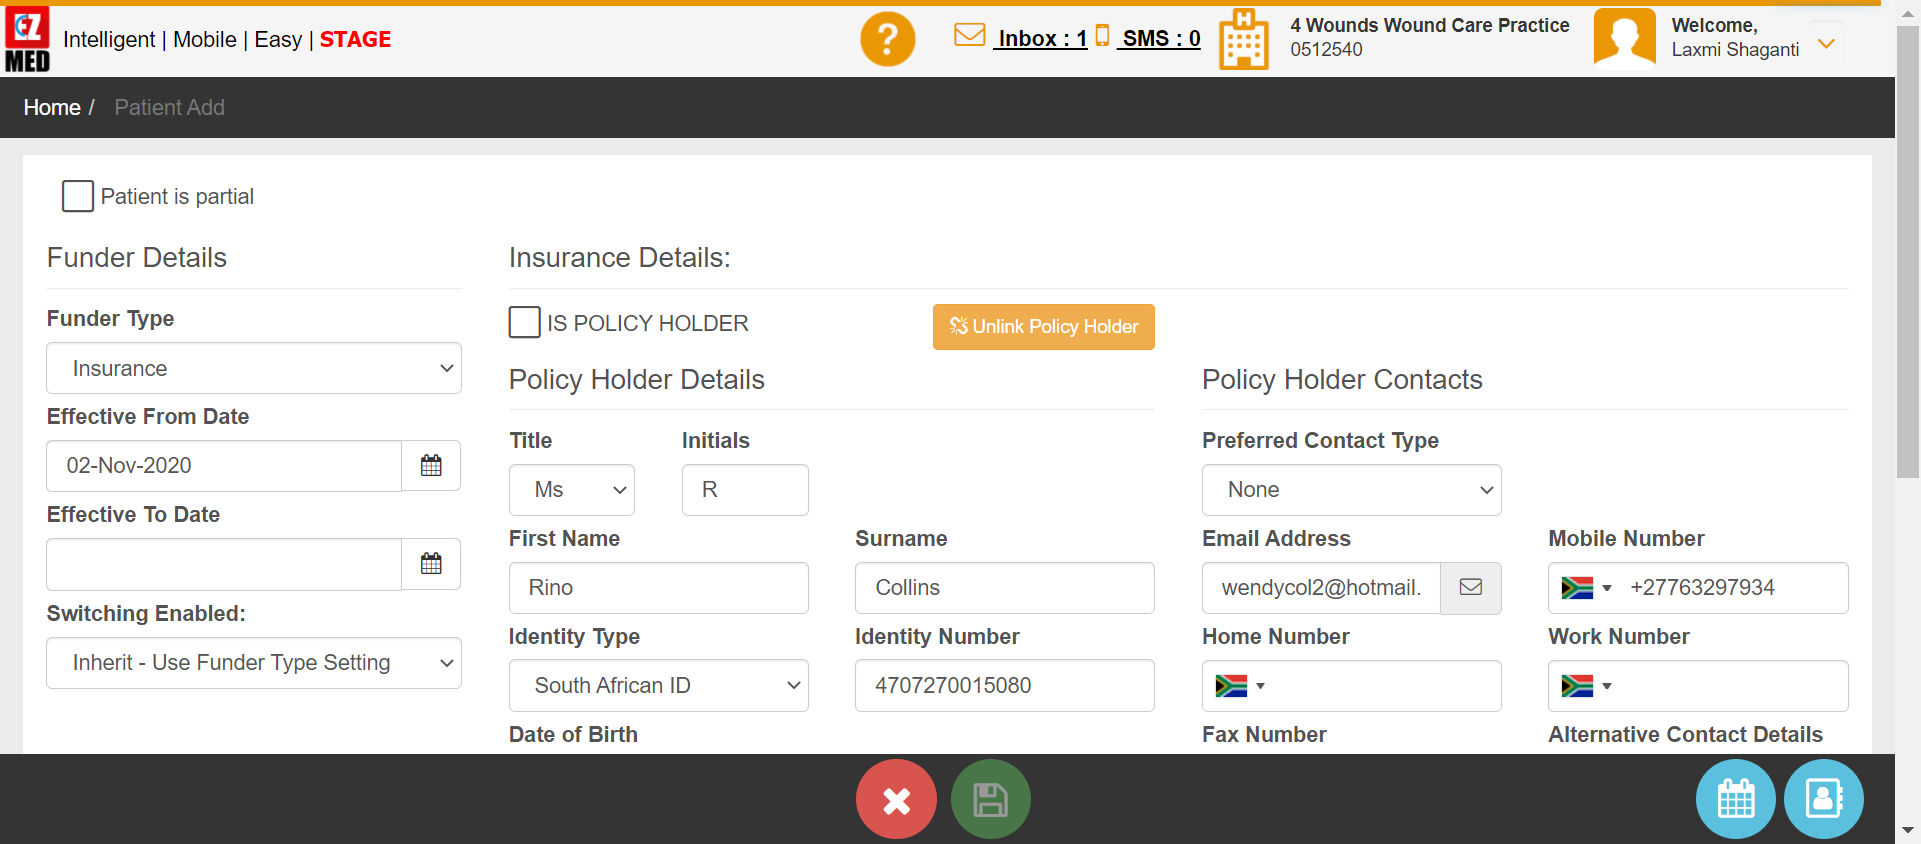 EZ
MED
Intelligent | Mobile | Easy | STAGE
?
Inbox : 1
SMS : 0
4 Wounds Wound Care Practice
0512540
Welcome,
Laxmi Shaganti
Home / Patient Add
Patient is partial
Funder Details
Funder Type
Insurance
Effective From Date
02-Nov-2020
Effective To Date
Switching Enabled:
Inherit - Use Funder Type Setting
Insurance Details:
IS POLICY HOLDER
Unlink Policy Holder
Policy Holder Details
Title
Initials
Ms
R
First Name
Surname
Rino
Collins
Identity Type
Identity Number
South African ID
4707270015080
Date of Birth
Policy Holder Contacts
Preferred Contact Type
None
Email Address
Mobile Number
wendycol2@hotmail.
+27763297934
Home Number
Work Number
Fax Number
Alternative Contact Details